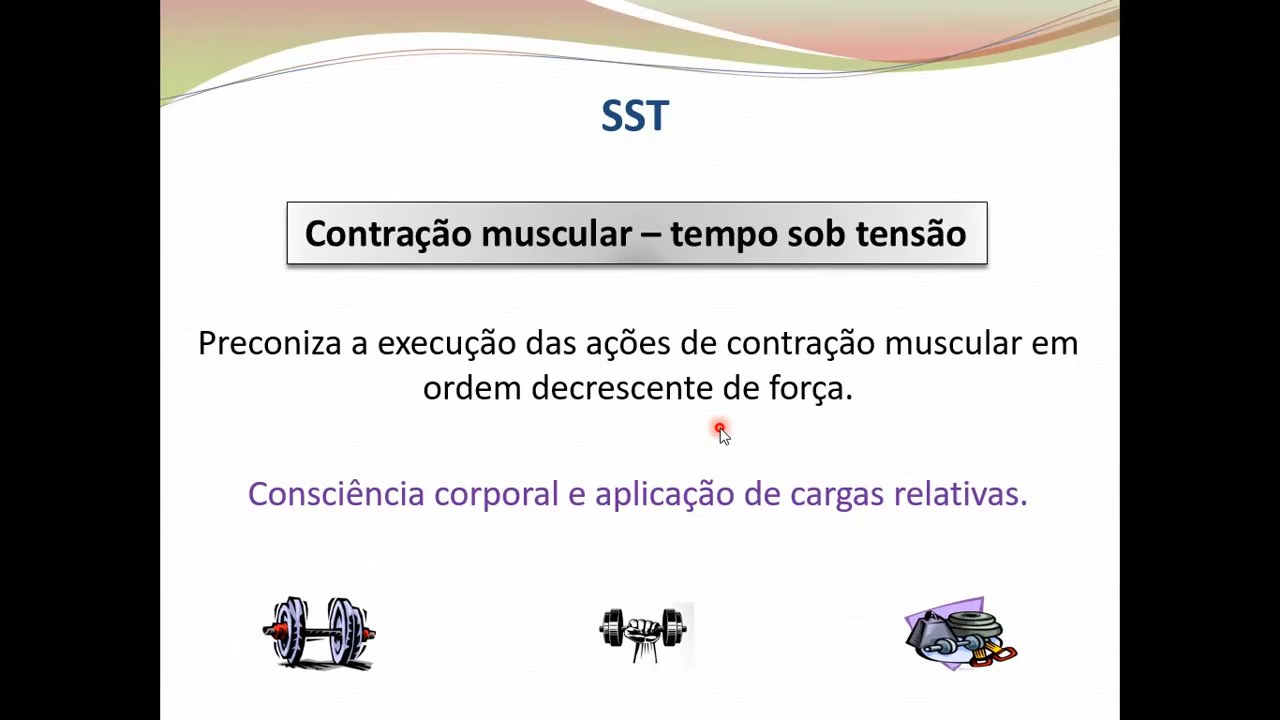 SST
Contração muscular – tempo sob tensão
Preconiza a execução das ações de contração muscular em
ordem decrescente de força.
Consciência corporal e aplicação de cargas relativas.